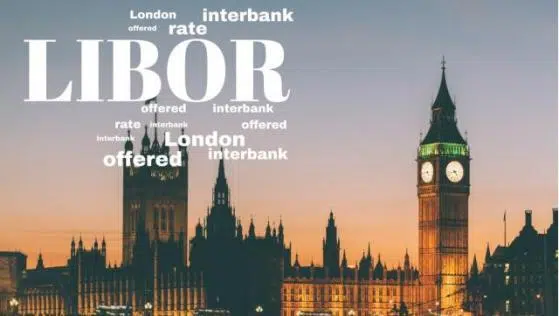 London interbank
offered rate
LIBOR
offered interbank
rate interbank offered
interbank London
offered interbank